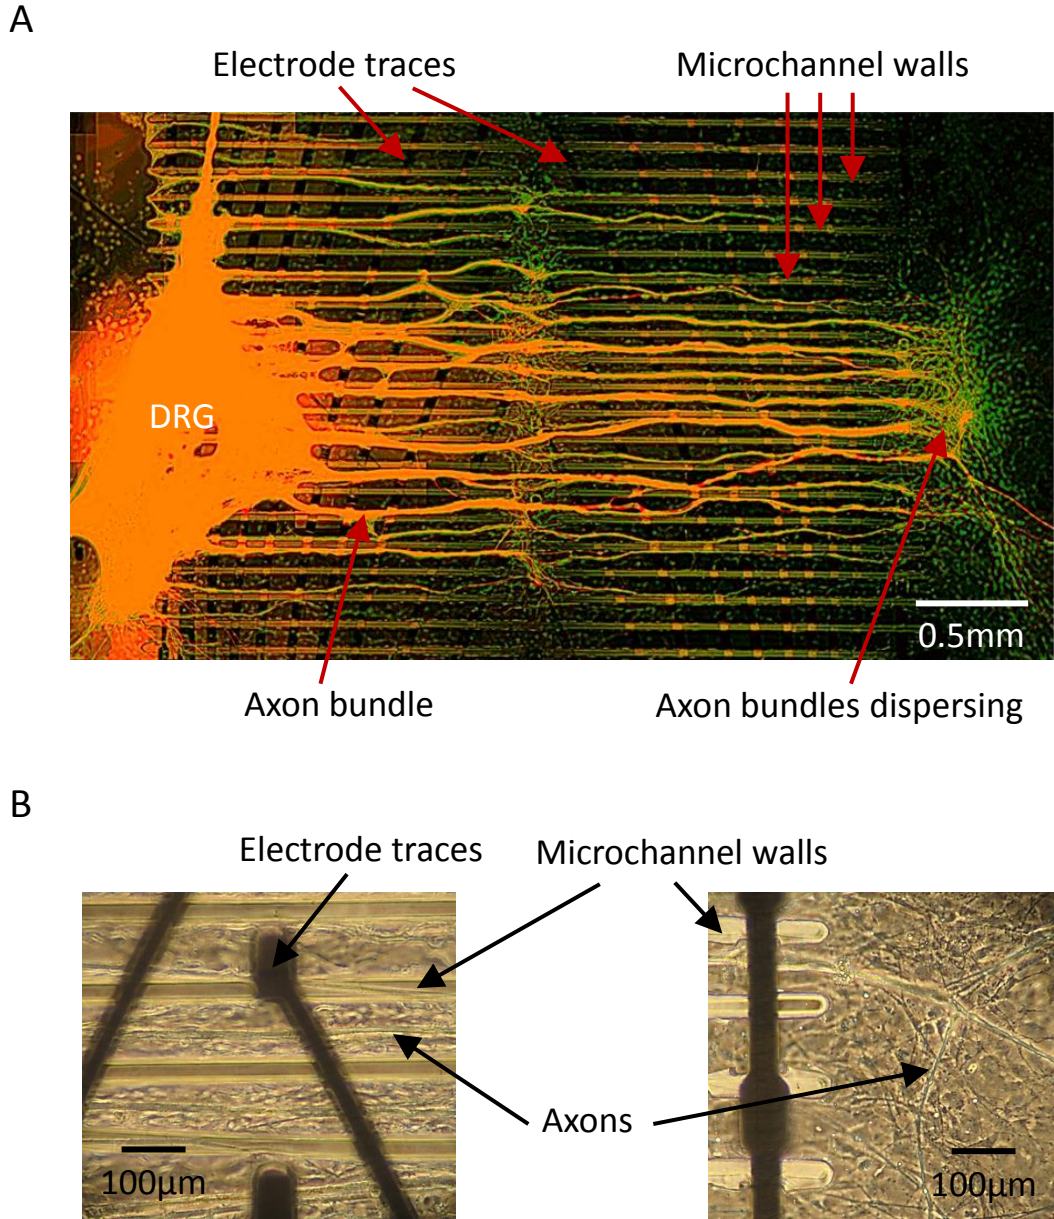 A
Electrode traces
Microchannel walls
DRG
0.5mm
Axon bundle
Axon bundles dispersing
B
Electrode traces
Microchannel walls
Axons
100µm
100µm